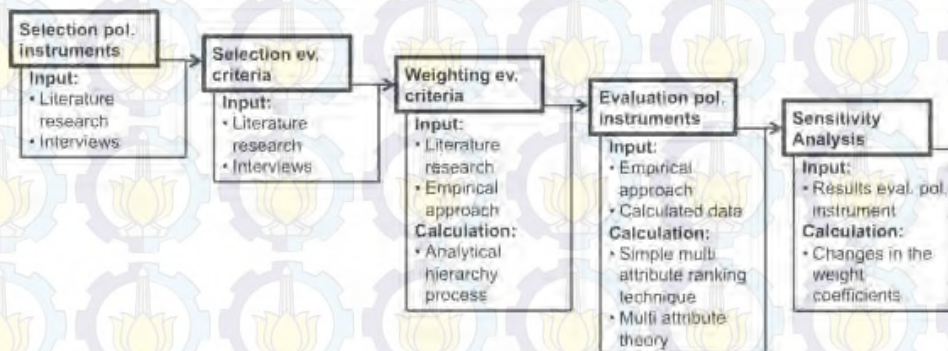 Selection pol.
instruments
Input:
• Literature
research
• Interviews
Selection ev.
criteria
Input:
• Literature
research
• Interviews
Weighting ev.
criteria
Input:
• Literature
research
• Empirical
approach
Calculation:
• Analytical
hierarchy
process
Evaluation pol.
instruments
Input:
• Empirical
approach
• Calculated data
Calculation:
• Simple multi
attribute ranking
technique
• Multi attribute
theory
Sensitivity
Analysis
Input:
• Results eval. pol.
instrument
Calculation:
• Changes in the
weight
coefficients